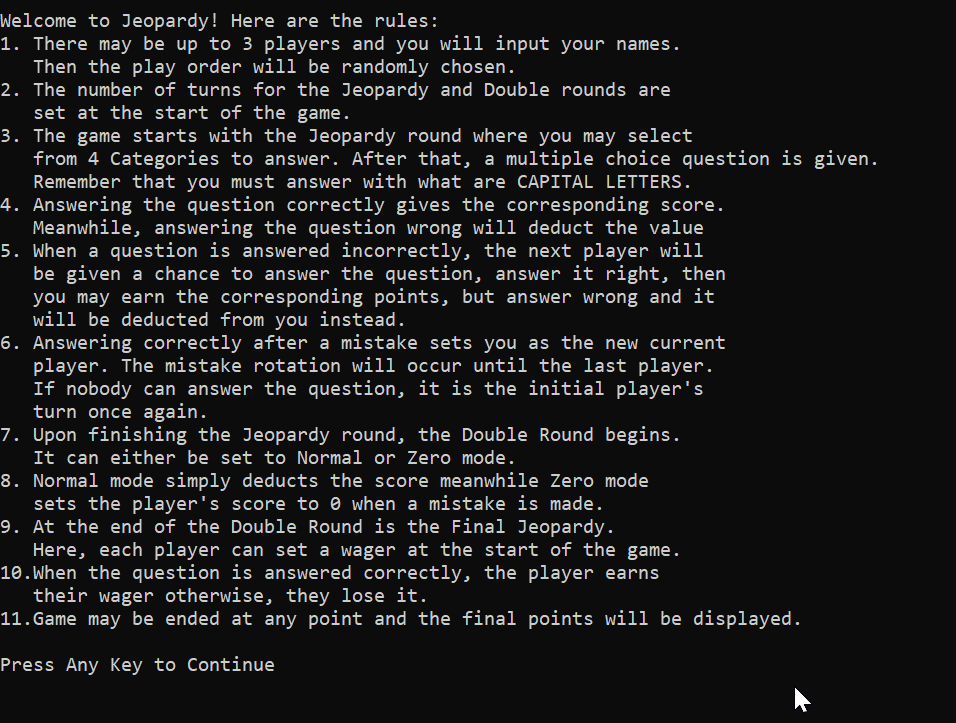 Welcome to Jeopardy! Here are the rules:
1. There may be up to 3 players and you will input your names.
   Then the play order will be randomly chosen.
2. The number of turns for the Jeopardy and Double rounds are
   set at the start of the game.
3. The game starts with the Jeopardy round where you may select
   from 4 Categories to answer. After that, a multiple choice question is given.
   Remember that you must answer with what are CAPITAL LETTERS.
4. Answering the question correctly gives the corresponding score.
   Meanwhile, answering the question wrong will deduct the value
5. When a question is answered incorrectly, the next player will
   be given a chance to answer the question, answer it right, then
   you may earn the corresponding points, but answer wrong and it
   will be deducted from you instead.
6. Answering correctly after a mistake sets you as the new current
   player. The mistake rotation will occur until the last player.
   If nobody can answer the question, it is the initial player's
   turn once again.
7. Upon finishing the Jeopardy round, the Double Round begins.
   It can either be set to Normal or Zero mode.
8. Normal mode simply deducts the score meanwhile Zero mode
   sets the player's score to 0 when a mistake is made.
9. At the end of the Double Round is the Final Jeopardy.
   Here, each player can set a wager at the start of the game.
10.When the question is answered correctly, the player earns
   their wager otherwise, they lose it.
11.Game may be ended at any point and the final points will be displayed.

Press Any Key to Continue